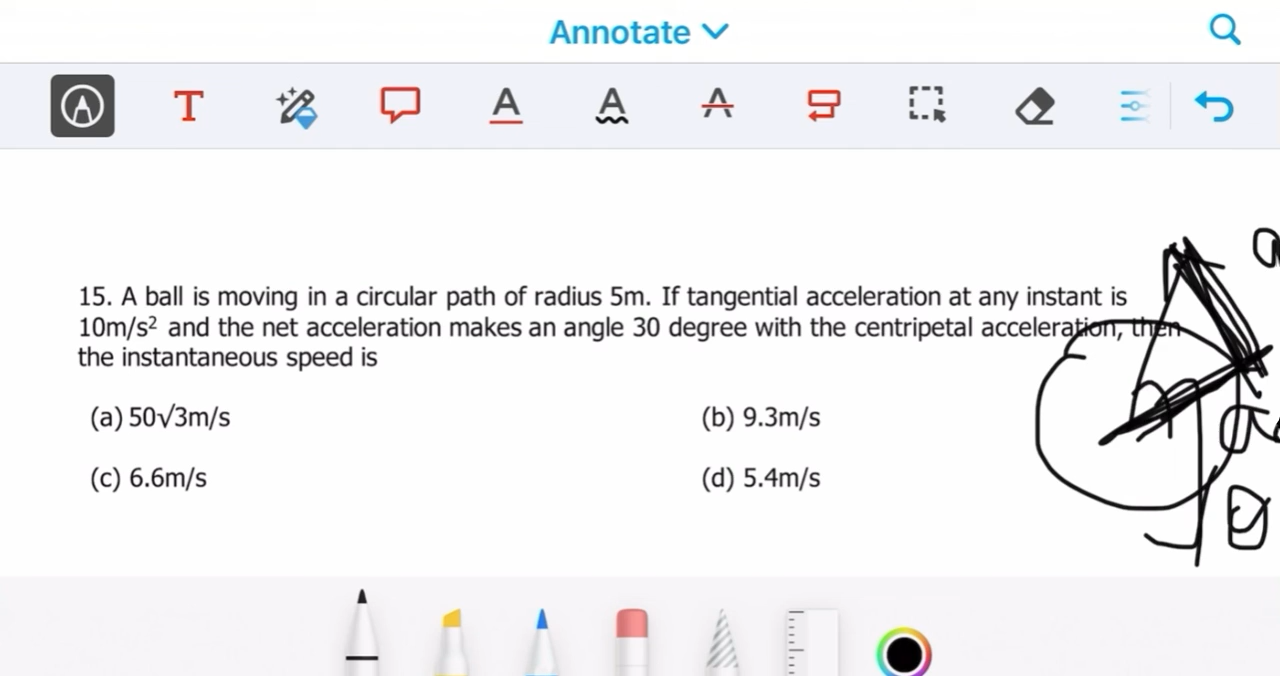 Annotate
T
A
A
A
15. A ball is moving in a circular path of radius 5m. If tangential acceleration at any instant is
10m/s² and the net acceleration makes an angle 30 degree with the centripetal acceleration, then
the instantaneous speed is
(a) 50√3m/s
(b) 9.3m/s
(c) 6.6m/s
(d) 5.4m/s